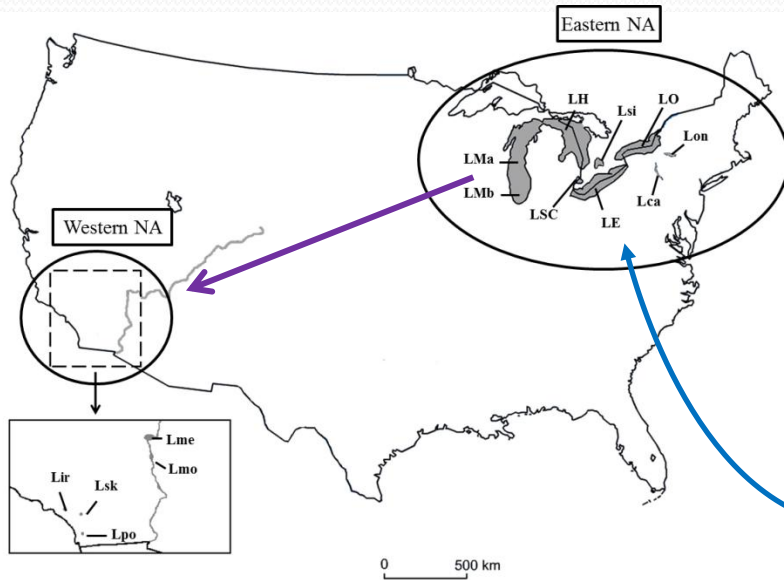 Eastern NA
LH
Lsi
LO
LMa
Lon
LMb
LSC
LE
Lca
Western NA
Lme
Lmo
Lir
Lsk
Lpo
0 500 km